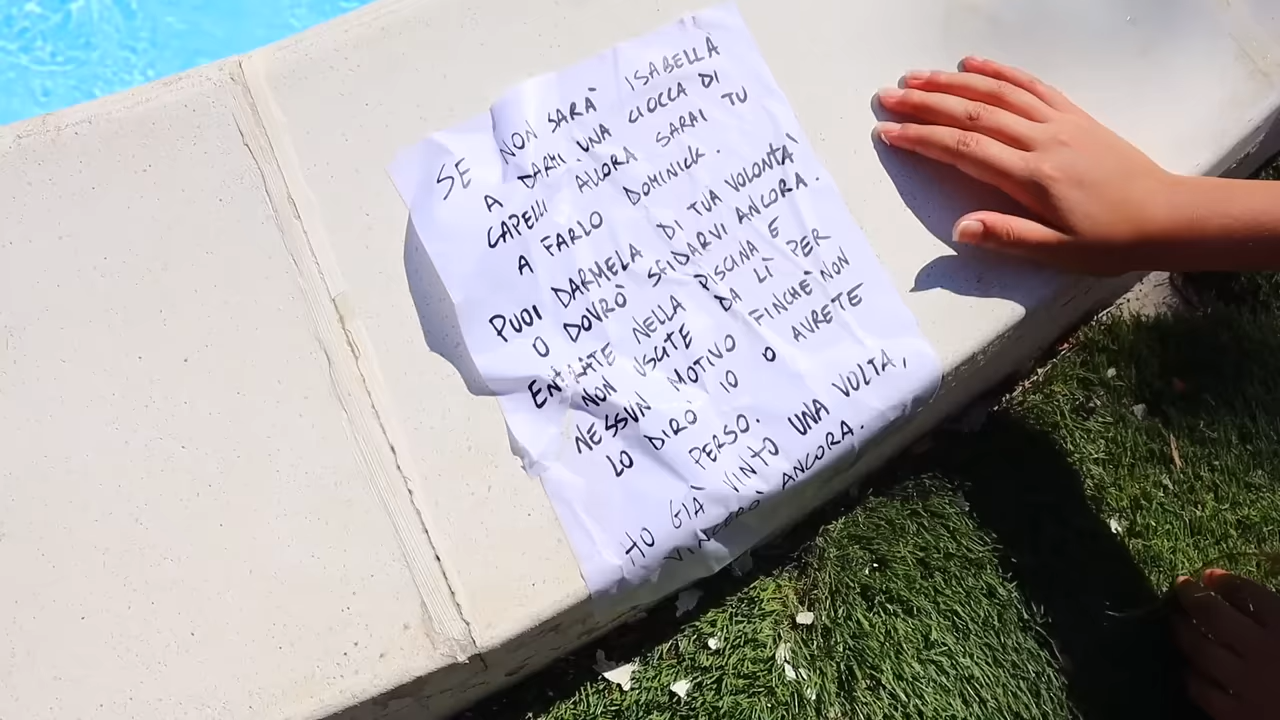 SE NON SARÀ ISABELLA
A DARMI UNA CIOCCA DI
CAPELLI ALLORA SARAI TU
A FARLO DOMINICK.
PUOI DARMELA DI TUA VOLONTA'
O DOVRÒ SFIDARVI ANCORA.
ENTRATE NELLA PISCINA E
NON USCITE DA LÌ PER
NESSUN MOTIVO FINCHÈ NON
LO DIRÒ IO O AVRETE
PERSO.
HO GIÀ VINTO UNA VOLTA,
VINCERÒ ANCORA.